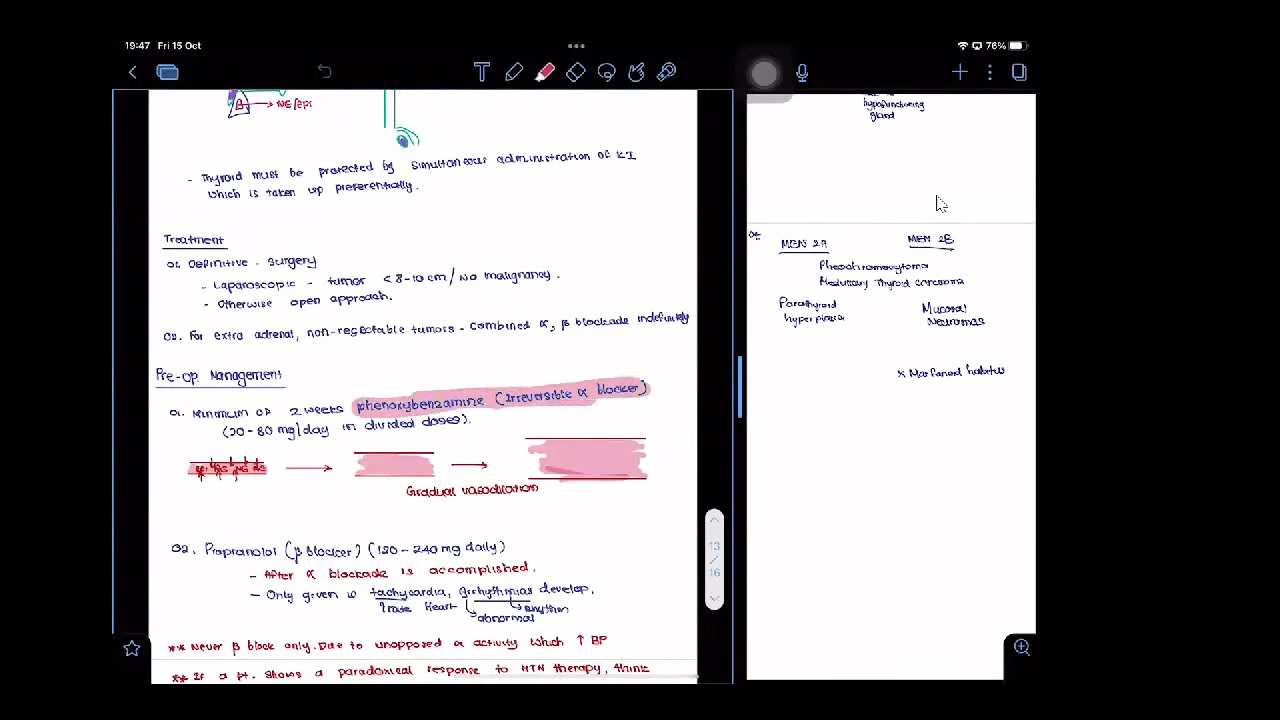 19:47 Fri 15 Oct
76%
T
β → NE/EPI
- Thyroid must be protected by simultaneous administration of KI
which is taken up preferentially.
Treatment
01. Definitive - Surgery
- Laparoscopic - tumor < 8-10 cm / No malignancy.
- Otherwise open approach.
02. For extra adrenal, non-resectable tumors - combined α, β blockade indefinitely
Pre-op Management
01. Minimum of 2 weeks phenoxybenzamine (irreversible α blocker)
(20-80 mg/day in divided doses).
Gradual vasodilation
02. Propranolol (β blocker) (120-240 mg daily)
- After α blockade is accomplished.
- Only given if tachycardia, arrhythmias develop.
↑rate Heart
rhythm
abnormal
** Never β block only. Due to unopposed α activity which ↑ BP
** If a pt. shows a paradoxical response to HTN therapy, think
13
/
16
hypofunctioning
gland
MEN 2A
MEN 2B
Pheochromocytoma
Medullary Thyroid carcinoma
Parathyroid
hyperplasia
Mucosal
Neuromas
x Marfanoid habitus